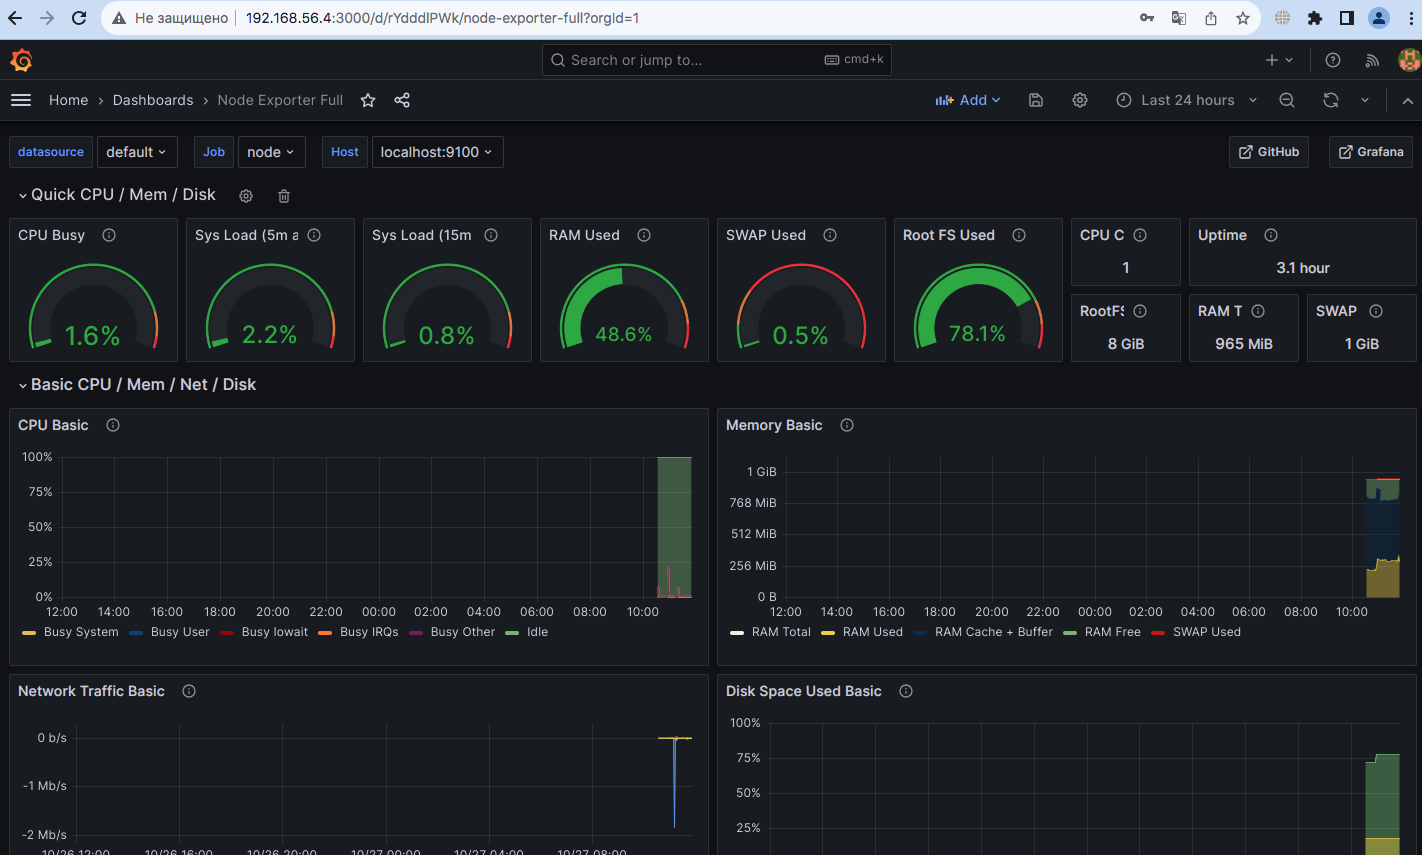 Не защищено 192.168.56.4:3000/d/rYdddlPWk/node-exporter-full?orgId=1
Search or jump to... cmd+k
Home › Dashboards › Node Exporter Full Add Last 24 hours
datasource default Job node Host localhost:9100 GitHub Grafana
Quick CPU / Mem / Disk
CPU Busy Sys Load (5m a Sys Load (15m RAM Used SWAP Used Root FS Used CPU C Uptime
1 3.1 hour
1.6% 2.2% 0.8% 48.6% 0.5% 78.1%
RootFS RAM T SWAP
8 GiB 965 MiB 1 GiB
Basic CPU / Mem / Net / Disk
CPU Basic
100%
75%
50%
25%
0%
12:00 14:00 16:00 18:00 20:00 22:00 00:00 02:00 04:00 06:00 08:00 10:00
Busy System Busy User Busy Iowait Busy IRQs Busy Other Idle
Memory Basic
1 GiB
768 MiB
512 MiB
256 MiB
0 B
12:00 14:00 16:00 18:00 20:00 22:00 00:00 02:00 04:00 06:00 08:00 10:00
RAM Total RAM Used RAM Cache + Buffer RAM Free SWAP Used
Network Traffic Basic
0 b/s
-1 Mb/s
-2 Mb/s
10/26 12:00 10/26 16:00 10/26 20:00 10/27 00:00 10/27 04:00 10/27 08:00
Disk Space Used Basic
100%
75%
50%
25%